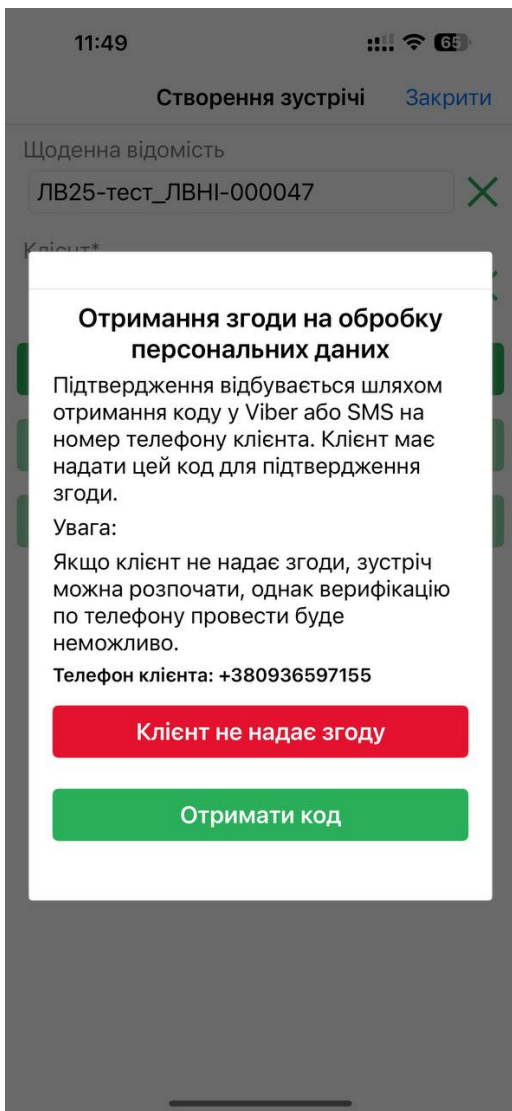 11:49
65
Створення зустрічі Закрити
Щоденна відомість
ЛВ25-тест_ЛВНІ-000047
Клієнт*
Отримання згоди на обробку
персональних даних
Підтвердження відбувається шляхом
отримання коду у Viber або SMS на
номер телефону клієнта. Клієнт має
надати цей код для підтвердження
згоди.
Увага:
Якщо клієнт не надає згоди, зустріч
можна розпочати, однак верифікацію
по телефону провести буде
неможливо.
Телефон клієнта: +380936597155
Клієнт не надає згоду
Отримати код